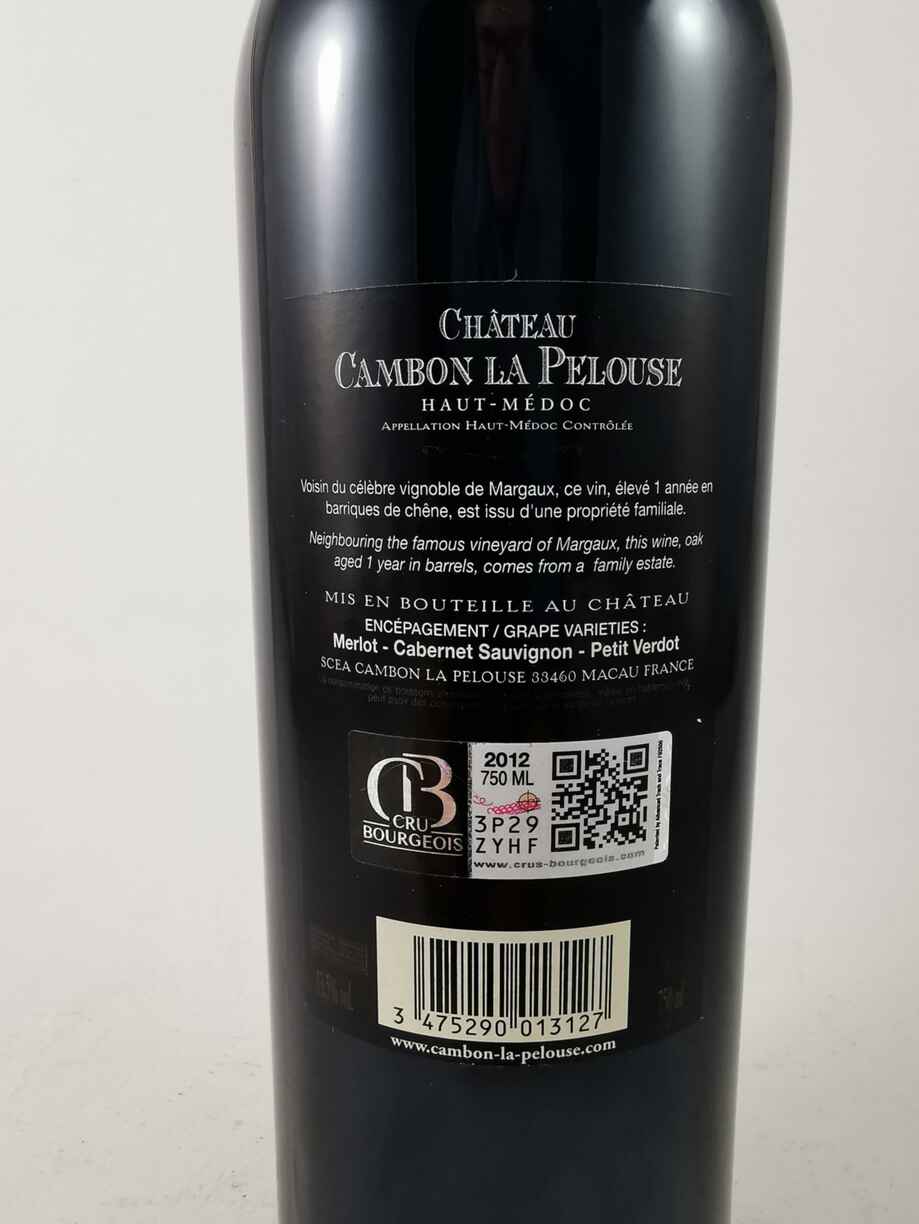 CHÂTEAU
CAMBON LA PELOUSE
HAUT-MÉDOC
APPELLATION HAUT-MÉDOC CONTRÔLÉE
Voisin du célèbre vignoble de Margaux, ce vin, élevé 1 année en
barriques de chêne, est issu d'une propriété familiale.
Neighbouring the famous vineyard of Margaux, this wine, oak
aged 1 year in barrels, comes from a family estate.
MIS EN BOUTEILLE AU CHÂTEAU
ENCÉPAGEMENT / GRAPE VARIETIES :
Merlot - Cabernet Sauvignon - Petit Verdot
SCEA CAMBON LA PELOUSE 33460 MACAU FRANCE
CB
CRU
BOURGEOIS
2012
750 ML
3P29
ZYHF
www.crus-bourgeois.com
3 475290 013127
www.cambon-la-pelouse.com